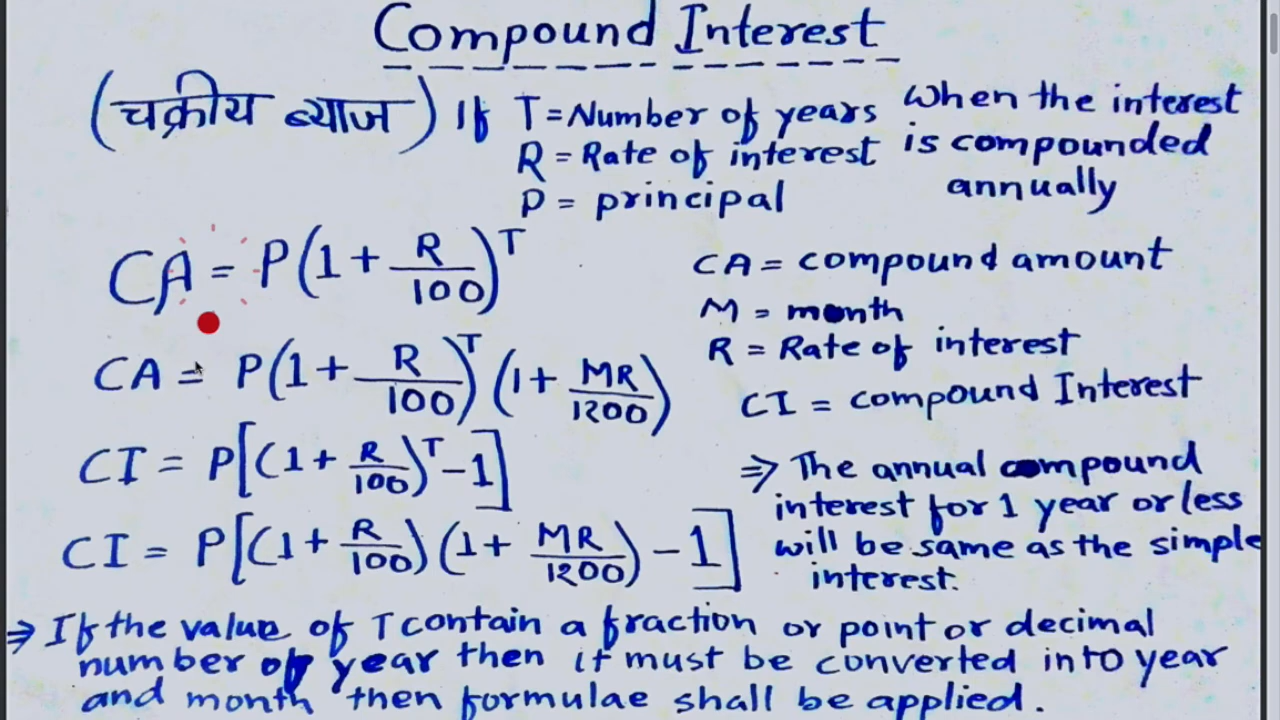 Compound Interest
(चक्रीय ब्याज) If T = Number of years
R = Rate of interest
P = principal
When the interest
is compounded
annually
CA = P(1 + R/100)^T
CA = P(1 + R/100)^T (1 + MR/1200)
CI = P[(1 + R/100)^T - 1]
CI = P[(1 + R/100) (1 + MR/1200) - 1]
CA = compound amount
M = month
R = Rate of interest
CI = compound Interest
⇒ The annual compound
interest for 1 year or less
will be same as the simple
interest.
⇒ If the value of T contain a fraction or point or decimal
number of year then it must be converted into year
and month then formulae shall be applied.